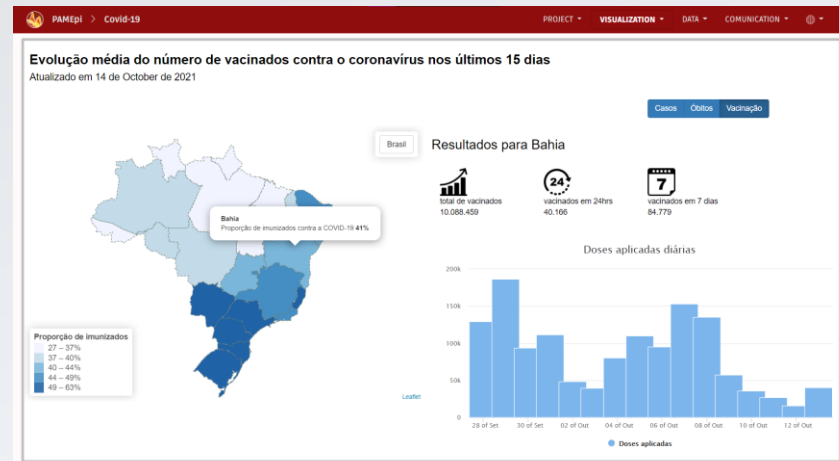 PAMEpi > Covid-19 PROJECT VISUALIZATION DATA COMUNICATION
Evolução média do número de vacinados contra o coronavírus nos últimos 15 dias
Atualizado em 14 de October de 2021
Casos Óbitos Vacinação
Brasil
Resultados para Bahia
24
7
total de vacinados vacinados em 24hrs vacinados em 7 dias
10.088.459 40.166 84.779
Bahia
Proporção de imunizados contra a COVID-19 41%
Proporção de imunizados
27 – 37%
37 – 40%
40 – 44%
44 – 49%
49 – 63%
Leaflet
Doses aplicadas diárias
200k
150k
100k
50k
0
28 of Set 30 of Set 02 of Out 04 of Out 06 of Out 08 of Out 10 of Out 12 of Out
Doses aplicadas